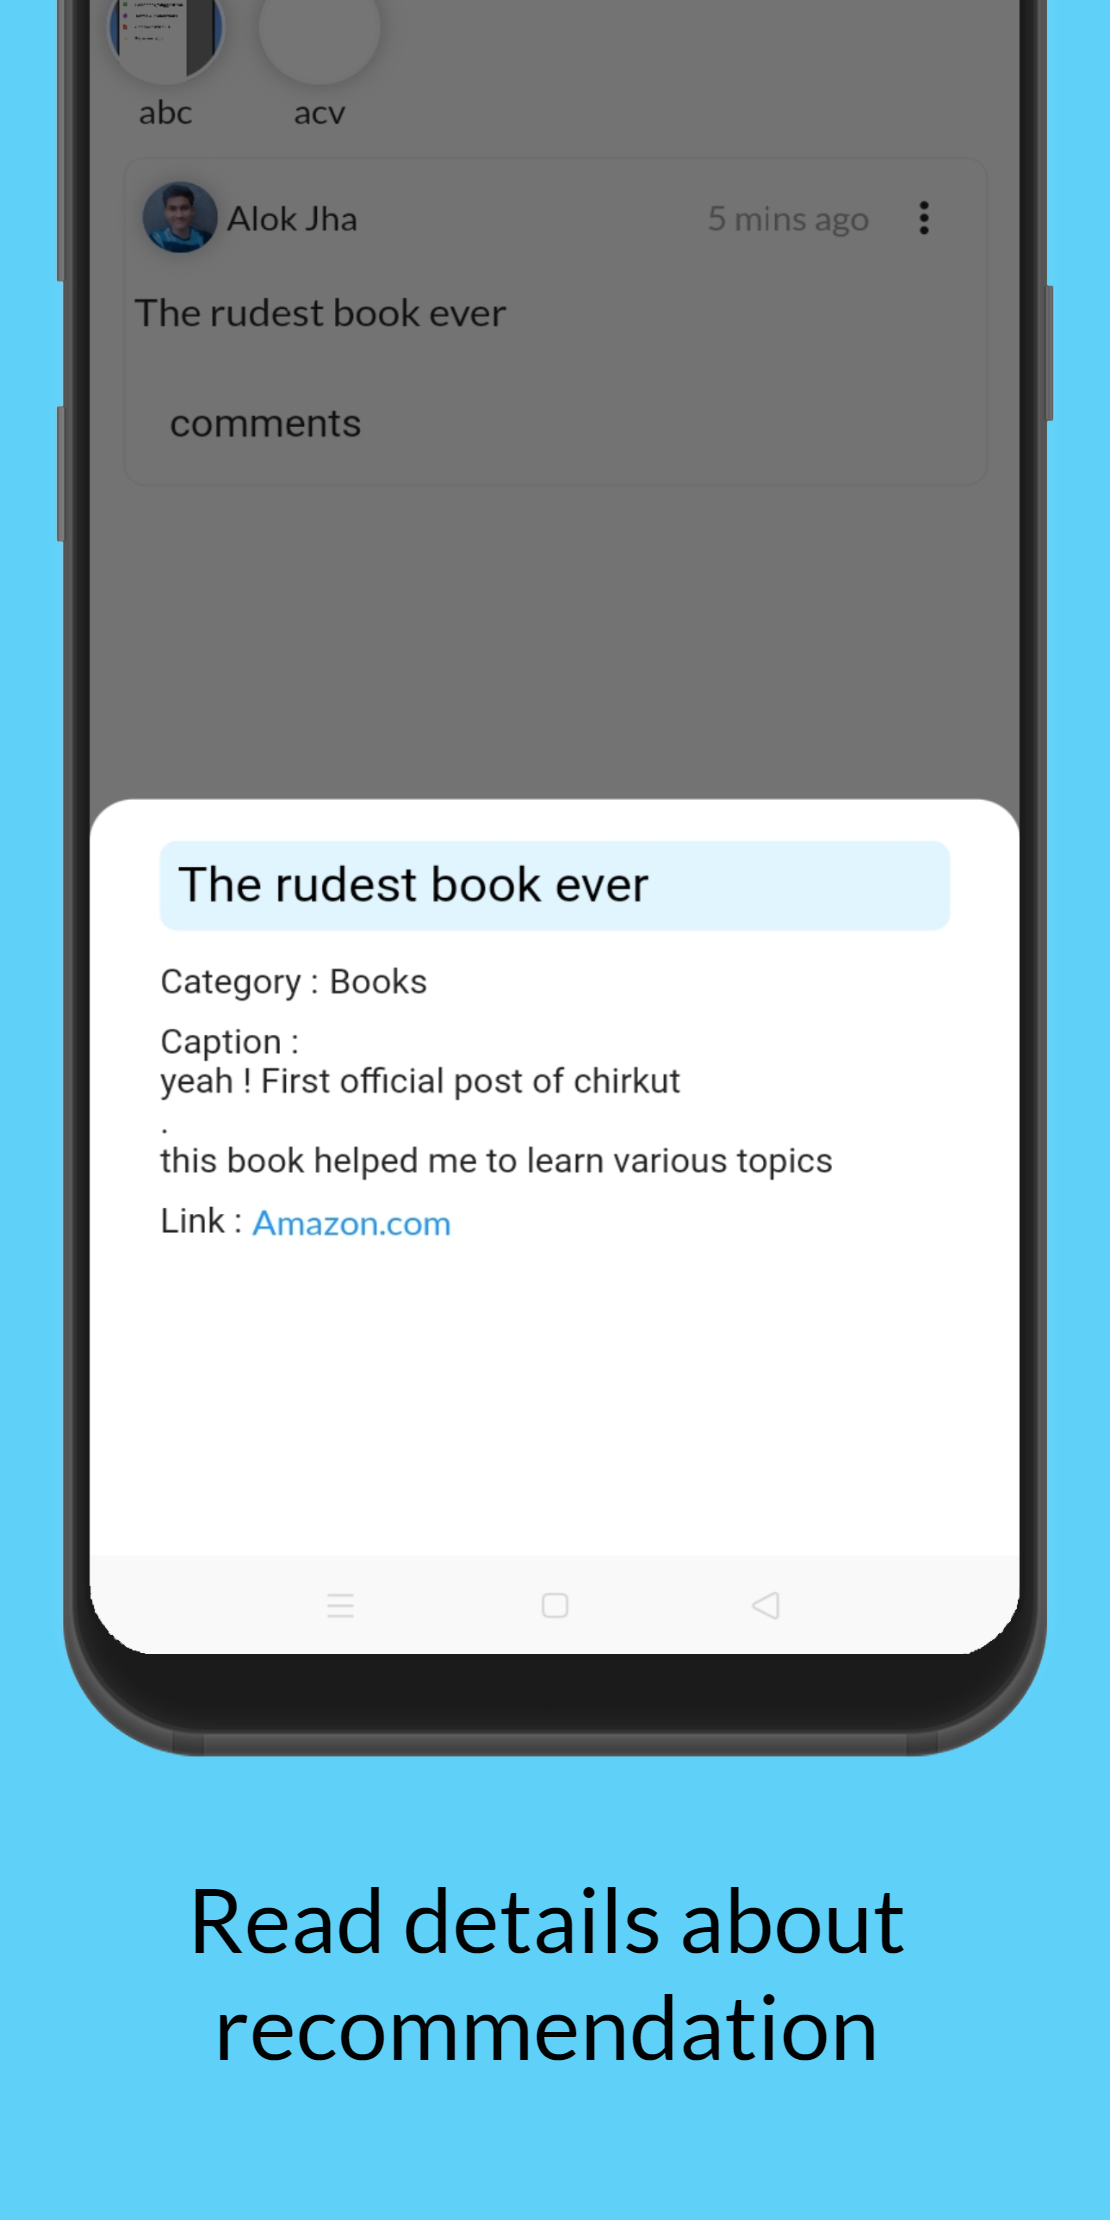 abc
acv
Alok Jha
5 mins ago
The rudest book ever
comments
The rudest book ever
Category : Books
Caption :
yeah ! First official post of chirkut
.
this book helped me to learn various topics
Link : Amazon.com
Read details about
recommendation